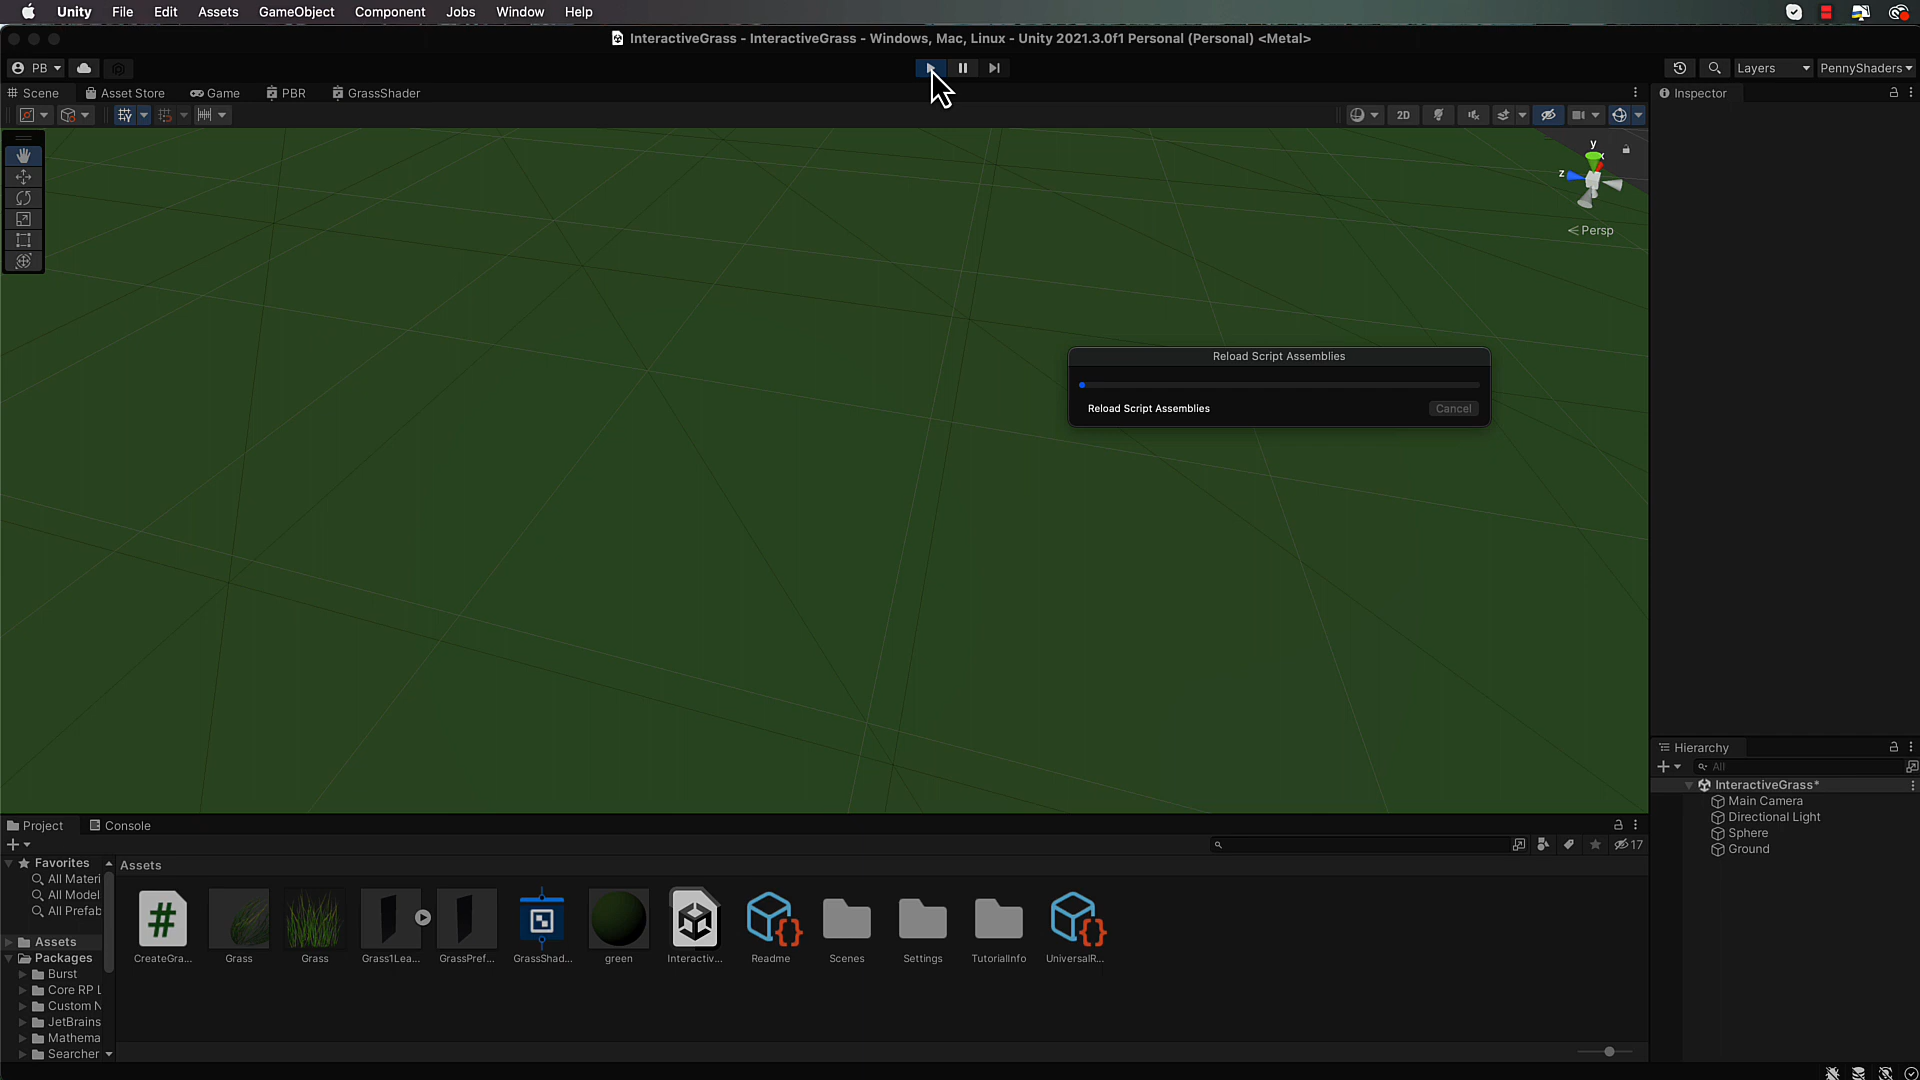 Unity File Edit Assets GameObject Component Jobs Window Help
InteractiveGrass - InteractiveGrass - Windows, Mac, Linux - Unity 2021.3.0f1 Personal (Personal) <Metal>
PB
Layers PennyShaders
Scene Asset Store Game PBR GrassShader
Inspector
2D
y
x
z
Persp
Reload Script Assemblies
Reload Script Assemblies Cancel
Hierarchy
All
InteractiveGrass*
Main Camera
Directional Light
Sphere
Ground
Project Console
17
Favorites
All Materi
All Model
All Prefab
Assets
Packages
Burst
Core RP L
Custom N
JetBrains
Mathema
Searcher
Assets
CreateGra... Grass Grass Grass1Lea... GrassPref... GrassShad... green Interactiv... Readme Scenes Settings TutorialInfo UniversalR...